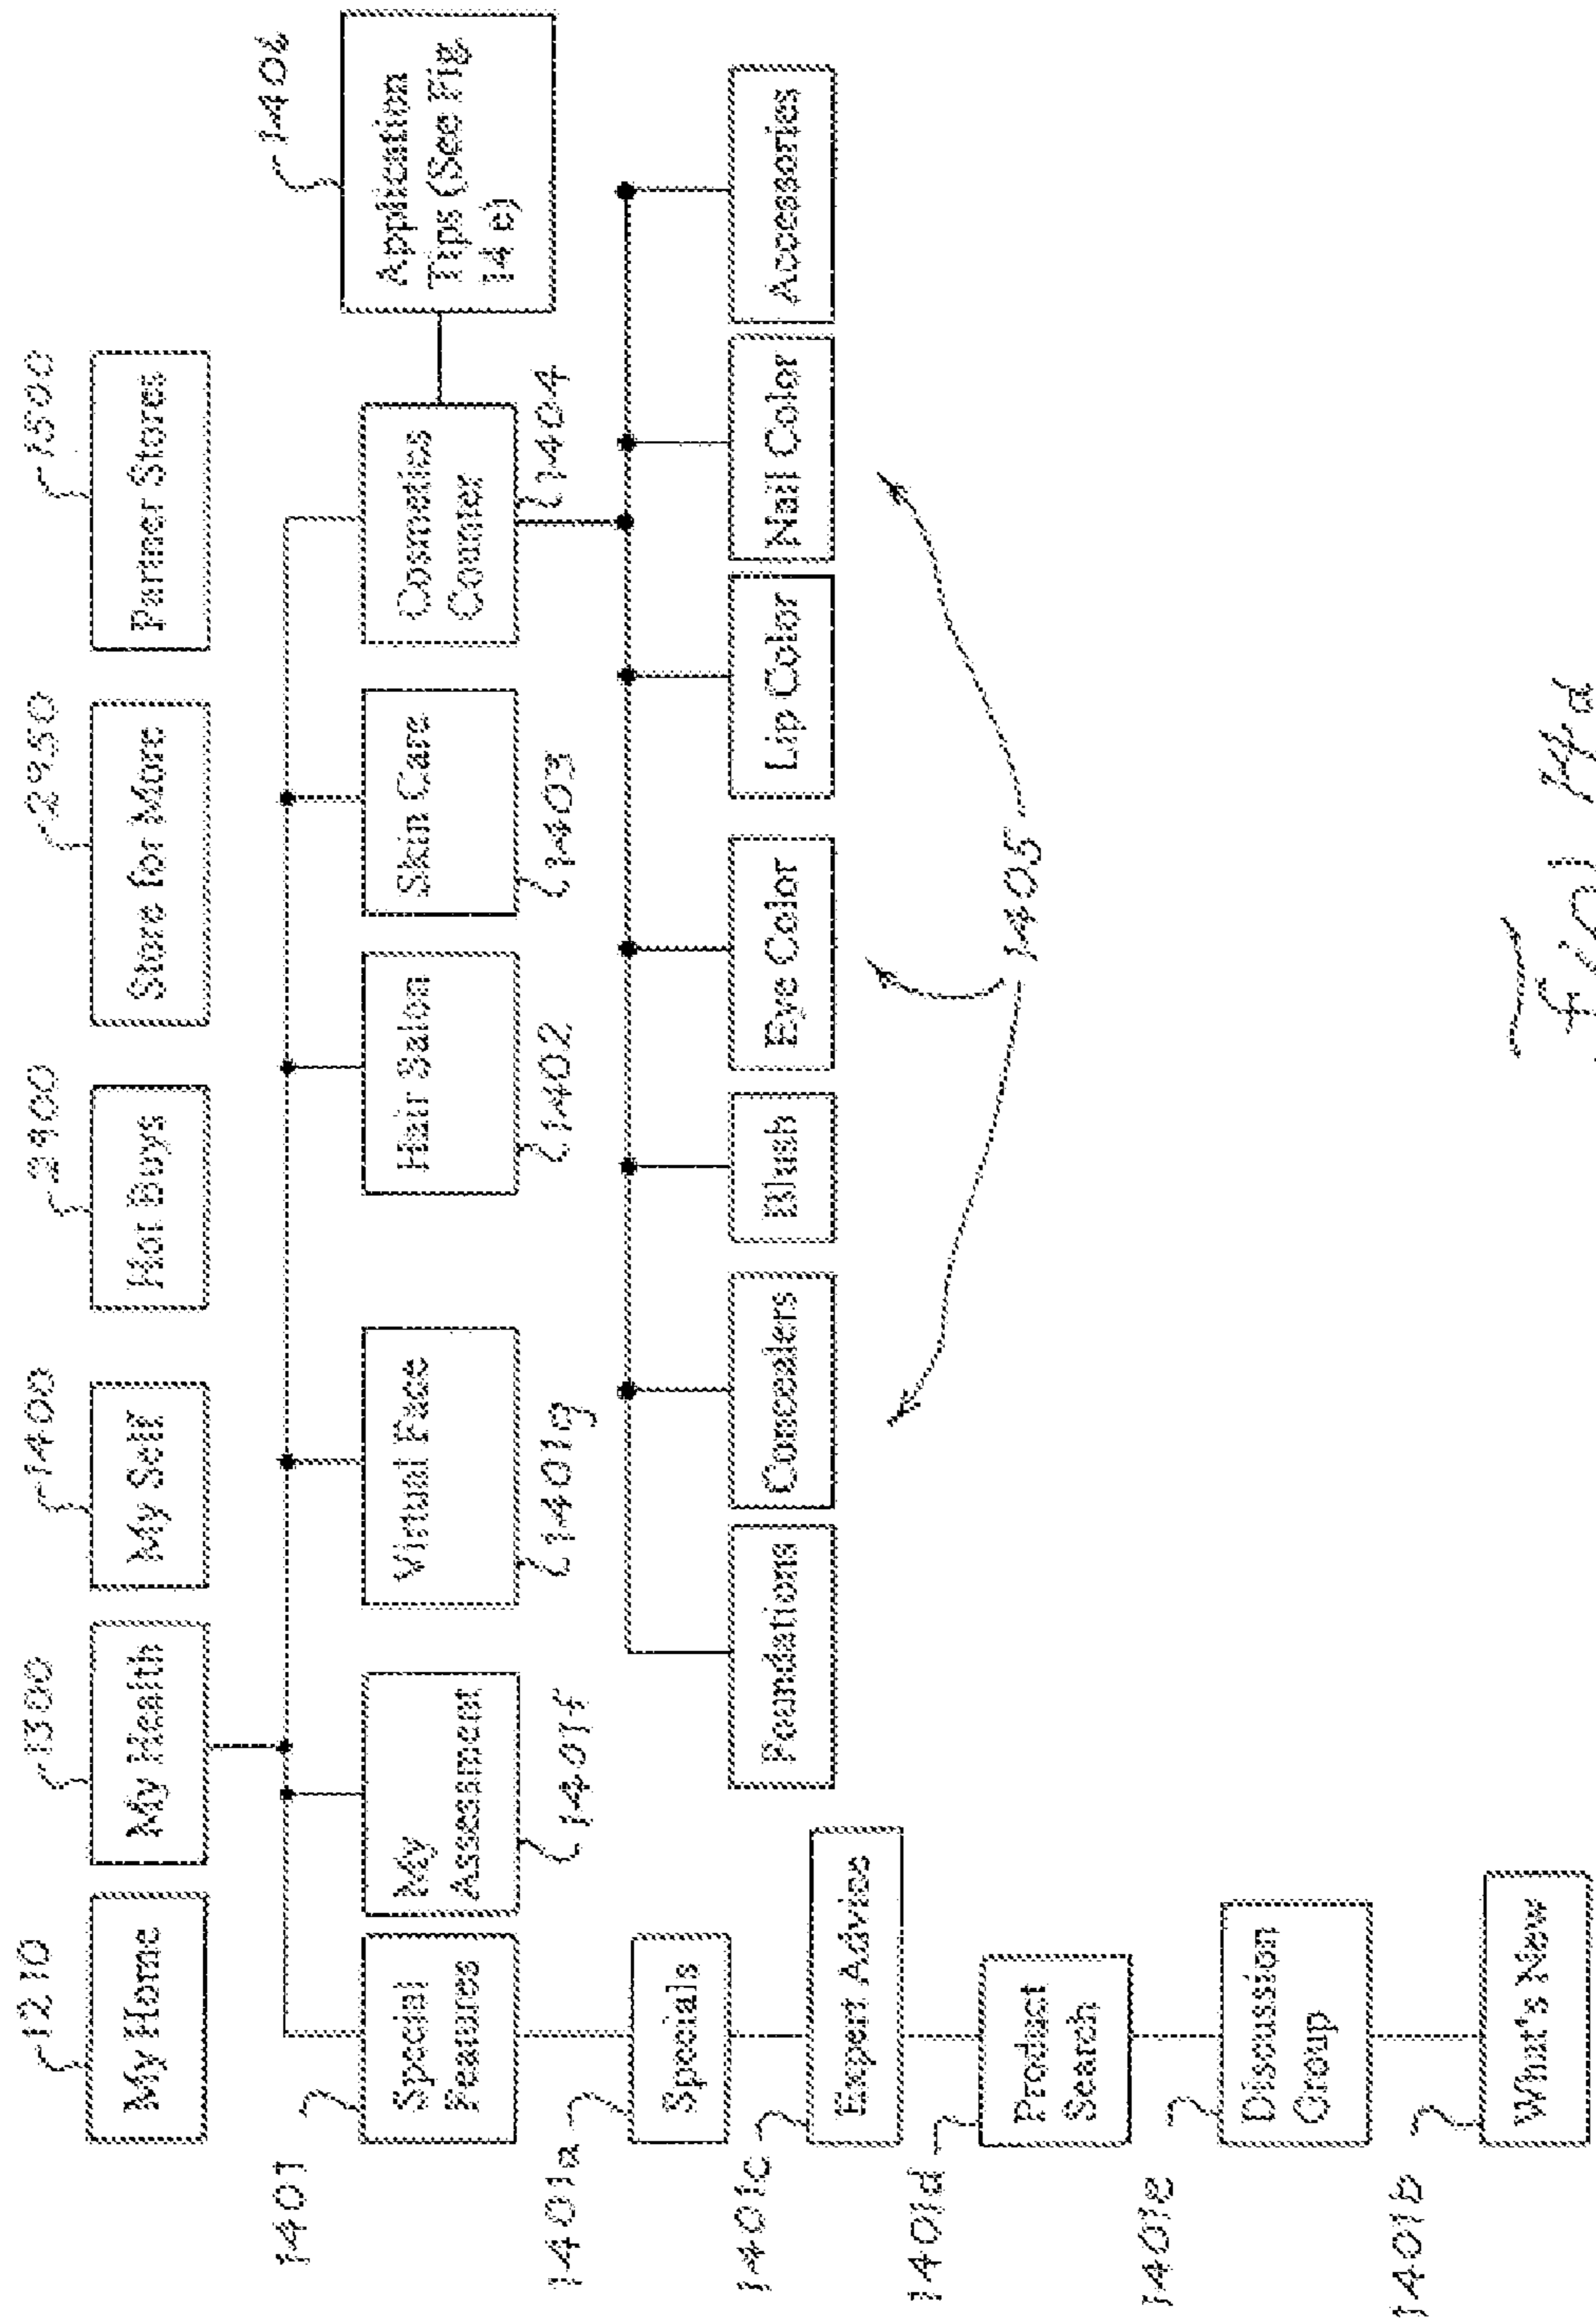 1210
1300
1400
2900
2950
1500
My Home
My Health
My Self
Hot Buys
Store for More
Partner Stores
1401
1406
Special
Features
My
Assessment
Virtual Face
Hair Salon
Skin Care
Cosmetics
Counter
Application
Tips (See Fig
14 e)
1401f
1401g
1402
1403
1404
1401a
Specials
Foundations
Concealers
Blush
Eye Color
Lip Color
Nail Color
Accessories
1401c
Expert Advice
1405
1401d
Product
Search
1401e
Discussion
Group
1401b
What's New